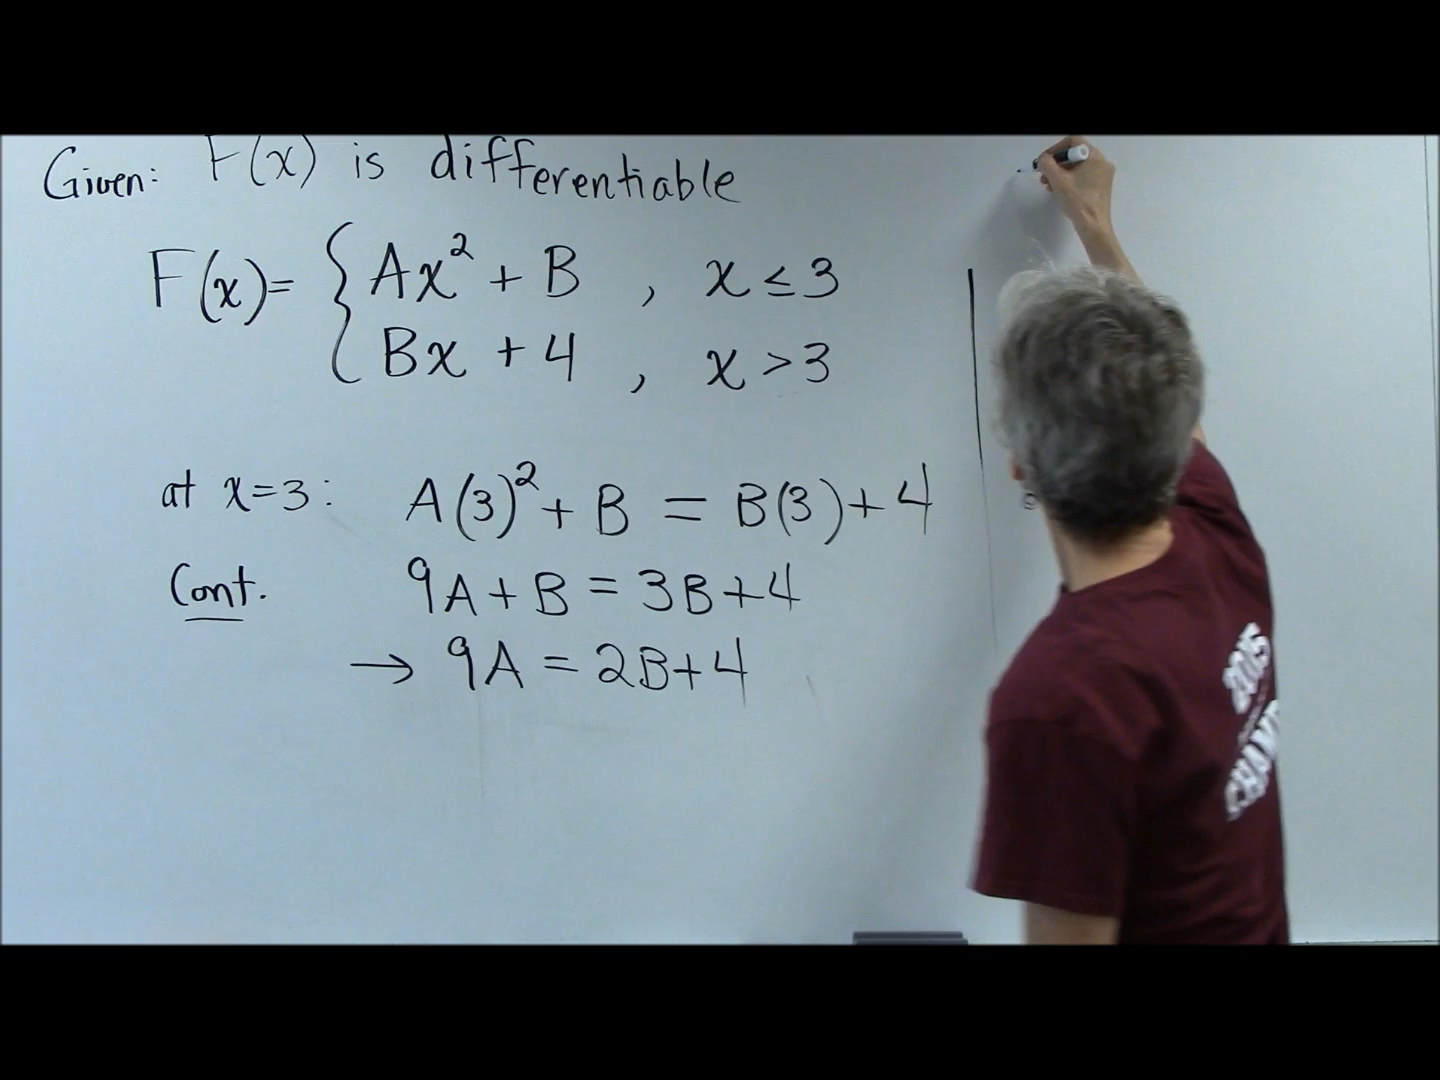 Given: F(x) is differentiable
F(x)= { Ax² + B , x ≤ 3
Bx + 4 , x > 3
at x=3: A(3)² + B = B(3) + 4
Cont. 9A + B = 3B + 4
→ 9A = 2B + 4
2015